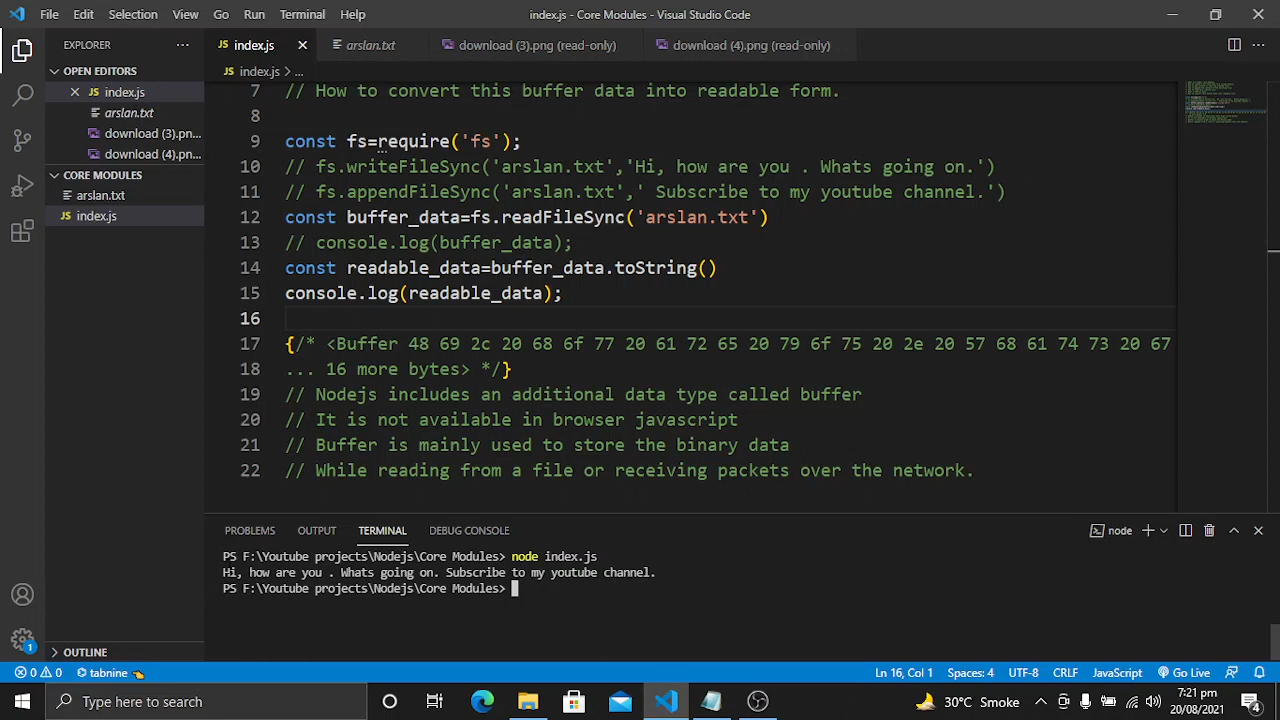 File Edit Selection View Go Run Terminal Help index.js - Core Modules - Visual Studio Code
EXPLORER ...
index.js arslan.txt download (3).png (read-only) download (4).png (read-only)
OPEN EDITORS
JS index.js > ...
JS index.js
arslan.txt
download (3).pn...
download (4).pn...
CORE MODULES
arslan.txt
JS index.js
7 // How to convert this buffer data into readable form.
8
9 const fs=require('fs');
10 // fs.writeFileSync('arslan.txt','Hi, how are you . Whats going on.')
11 // fs.appendFileSync('arslan.txt',' Subscribe to my youtube channel.')
12 const buffer_data=fs.readFileSync('arslan.txt')
13 // console.log(buffer_data);
14 const readable_data=buffer_data.toString()
15 console.log(readable_data);
16
17 {/* <Buffer 48 69 2c 20 68 6f 77 20 61 72 65 20 79 6f 75 20 2e 20 57 68 61 74 73 20 67
18 ... 16 more bytes> */}
19 // Nodejs includes an additional data type called buffer
20 // It is not available in browser javascript
21 // Buffer is mainly used to store the binary data
22 // While reading from a file or receiving packets over the network.
PROBLEMS OUTPUT TERMINAL DEBUG CONSOLE node
PS F:\Youtube projects\Nodejs\Core Modules> node index.js
Hi, how are you . Whats going on. Subscribe to my youtube channel.
PS F:\Youtube projects\Nodejs\Core Modules>
OUTLINE
1
0 0 tabnine Ln 16, Col 1 Spaces: 4 UTF-8 CRLF JavaScript Go Live
Type here to search
30°C Smoke
7:21 pm
20/08/2021
4